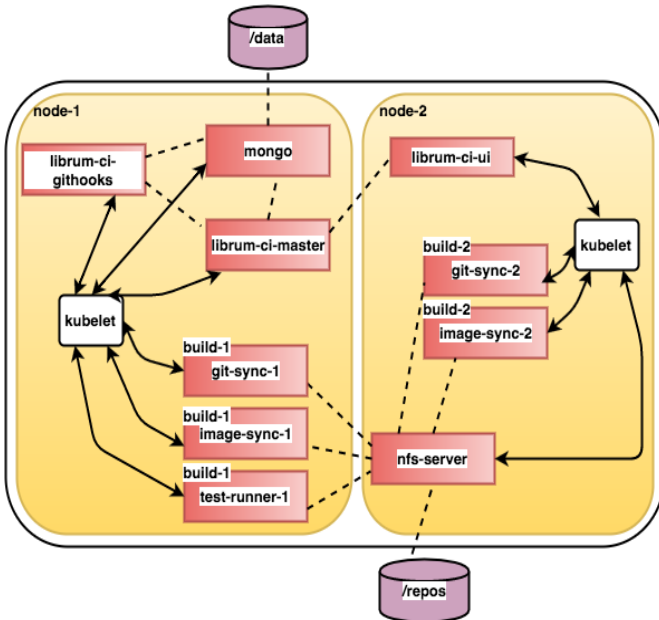 /data
node-1
node-2
librum-ci-
githooks
mongo
librum-ci-ui
librum-ci-master
kubelet
build-2
git-sync-2
build-2
image-sync-2
kubelet
build-1
git-sync-1
build-1
image-sync-1
build-1
test-runner-1
nfs-server
/repos